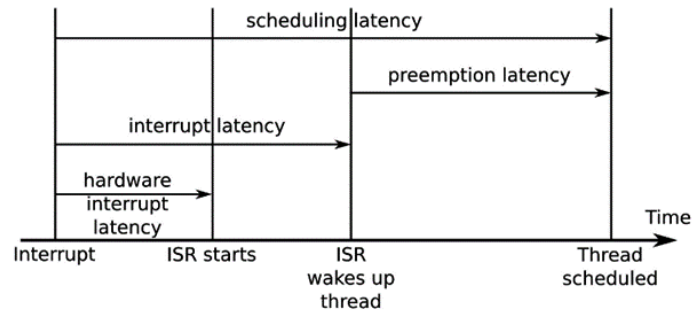 scheduling latency
preemption latency
interrupt latency
hardware
interrupt
latency
Time
Interrupt
ISR starts
ISR
wakes up
thread
Thread
scheduled